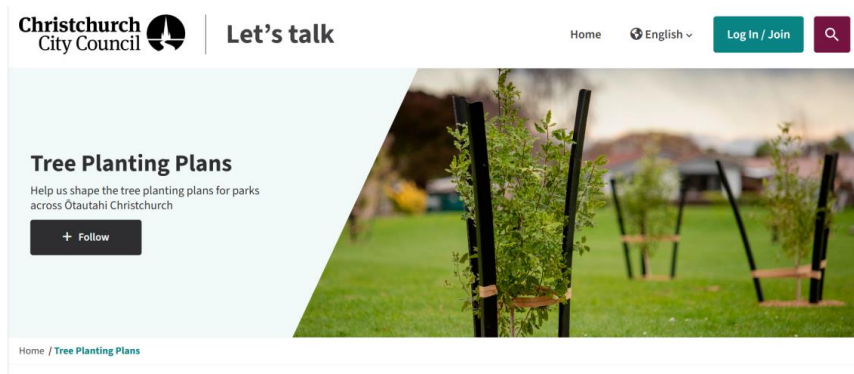 Christchurch
City Council
Let's talk
Home
English
Log In / Join
Tree Planting Plans
Help us shape the tree planting plans for parks
across Ōtautahi Christchurch
+ Follow
Home / Tree Planting Plans